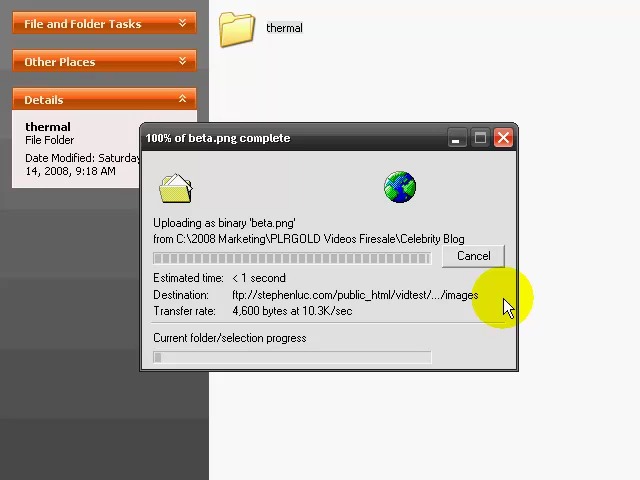 File and Folder Tasks
thermal
Other Places
Details
thermal
File Folder
Date Modified: Saturday
14, 2008, 9:18 AM
100% of beta.png complete
Uploading as binary 'beta.png'
from C:\2008 Marketing\PLRGOLD Videos Firesale\Celebrity Blog
Cancel
Estimated time: < 1 second
Destination: ftp://stephenluc.com/public_html/vidtest/.../images
Transfer rate: 4,600 bytes at 10.3K/sec
Current folder/selection progress